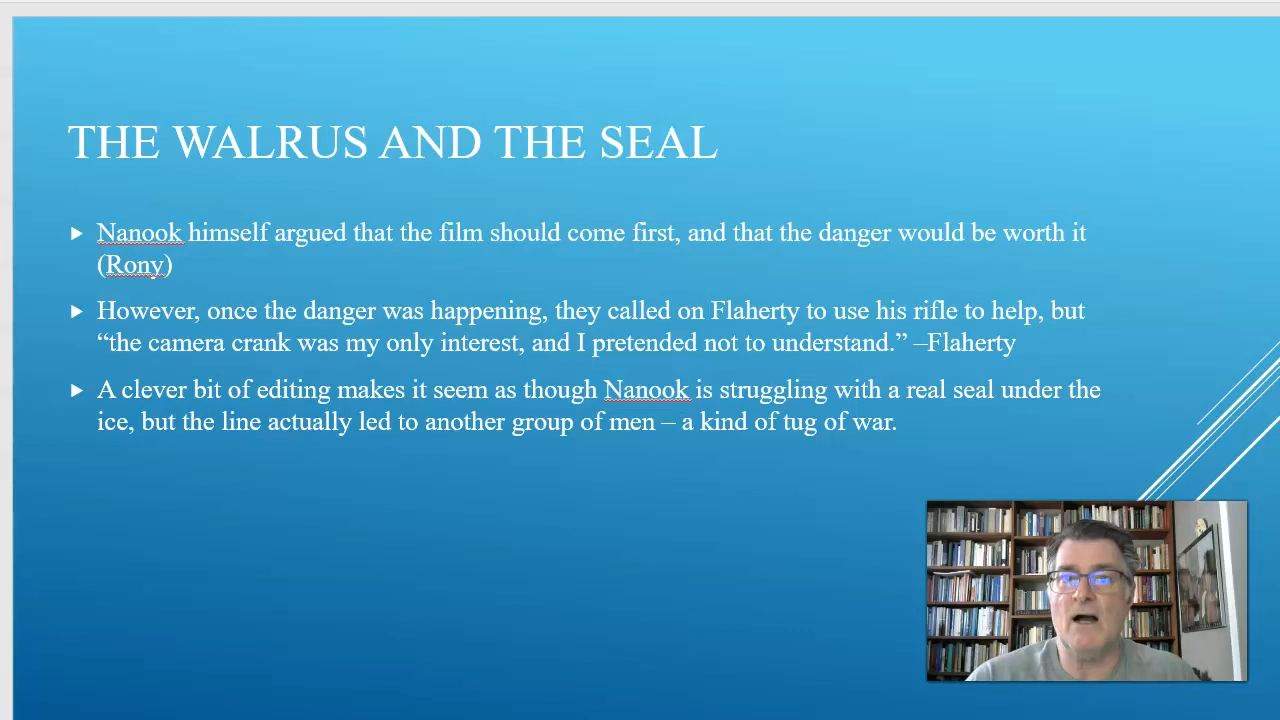 THE WALRUS AND THE SEAL
Nanook himself argued that the film should come first, and that the danger would be worth it
(Rony)
However, once the danger was happening, they called on Flaherty to use his rifle to help, but
“the camera crank was my only interest, and I pretended not to understand.” –Flaherty
A clever bit of editing makes it seem as though Nanook is struggling with a real seal under the
ice, but the line actually led to another group of men – a kind of tug of war.